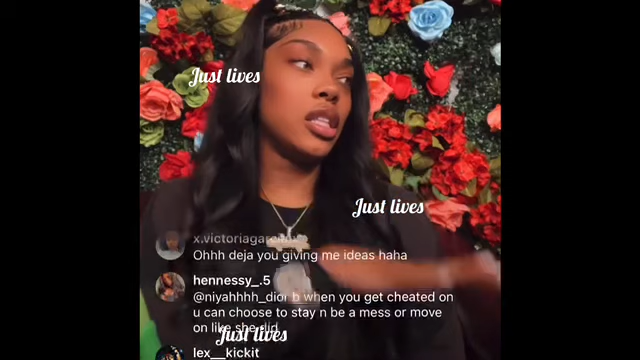 Just lives
Just lives
x.victoriagar
Ohhh deja you giving me ideas haha
hennessy_.5
@niyahhhh_dior b when you get cheated on
u can choose to stay n be a mess or move
on like she did
Just lives
lex__kickit